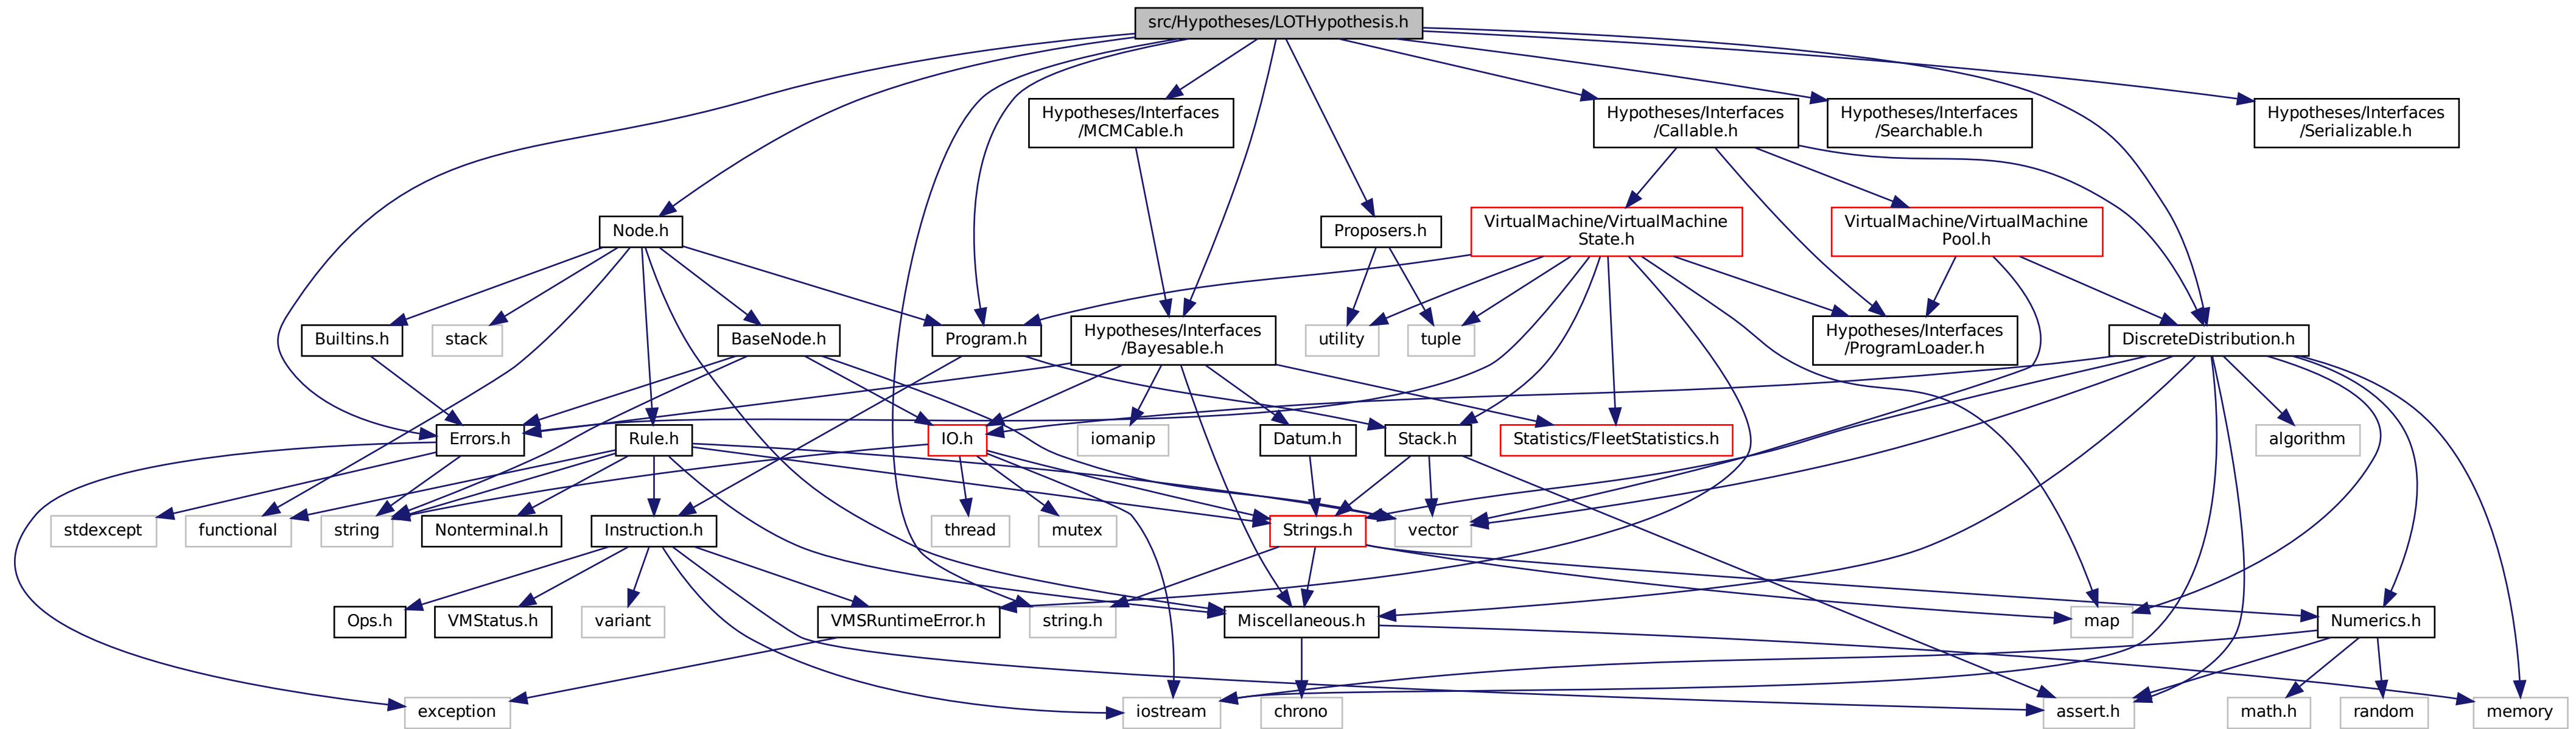 src/Hypotheses/LOTHypothesis.h
Hypotheses/Interfaces
/MCMCable.h
Hypotheses/Interfaces
/Callable.h
Hypotheses/Interfaces
/Searchable.h
Hypotheses/Interfaces
/Serializable.h
Node.h
Proposers.h
VirtualMachine/VirtualMachine
State.h
VirtualMachine/VirtualMachine
Pool.h
Builtins.h
stack
BaseNode.h
Program.h
Hypotheses/Interfaces
/Bayesable.h
utility
tuple
Hypotheses/Interfaces
/ProgramLoader.h
DiscreteDistribution.h
Errors.h
Rule.h
IO.h
iomanip
Datum.h
Stack.h
Statistics/FleetStatistics.h
algorithm
stdexcept
functional
string
Nonterminal.h
Instruction.h
thread
mutex
Strings.h
vector
Ops.h
VMStatus.h
variant
VMSRuntimeError.h
string.h
Miscellaneous.h
map
Numerics.h
exception
iostream
chrono
assert.h
math.h
random
memory